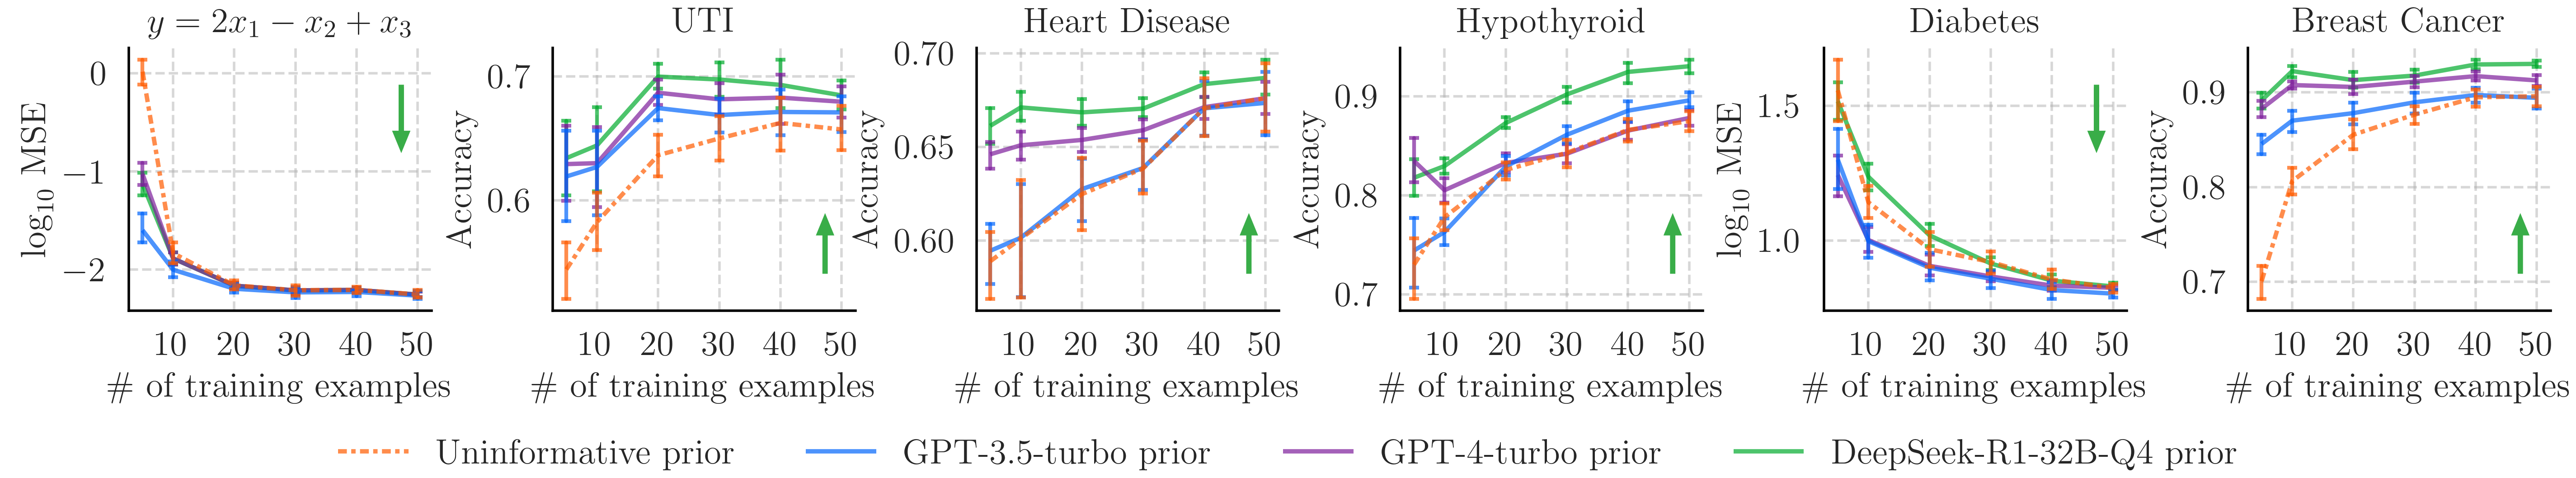 y = 2x₁ − x₂ + x₃
UTI
Heart Disease
Hypothyroid
Diabetes
Breast Cancer
log₁₀ MSE
0
−1
−2
10 20 30 40 50
# of training examples
Accuracy
0.7
0.6
10 20 30 40 50
# of training examples
Accuracy
0.70
0.65
0.60
10 20 30 40 50
# of training examples
Accuracy
0.9
0.8
0.7
10 20 30 40 50
# of training examples
log₁₀ MSE
1.5
1.0
10 20 30 40 50
# of training examples
Accuracy
0.9
0.8
0.7
10 20 30 40 50
# of training examples
Uninformative prior GPT-3.5-turbo prior GPT-4-turbo prior DeepSeek-R1-32B-Q4 prior